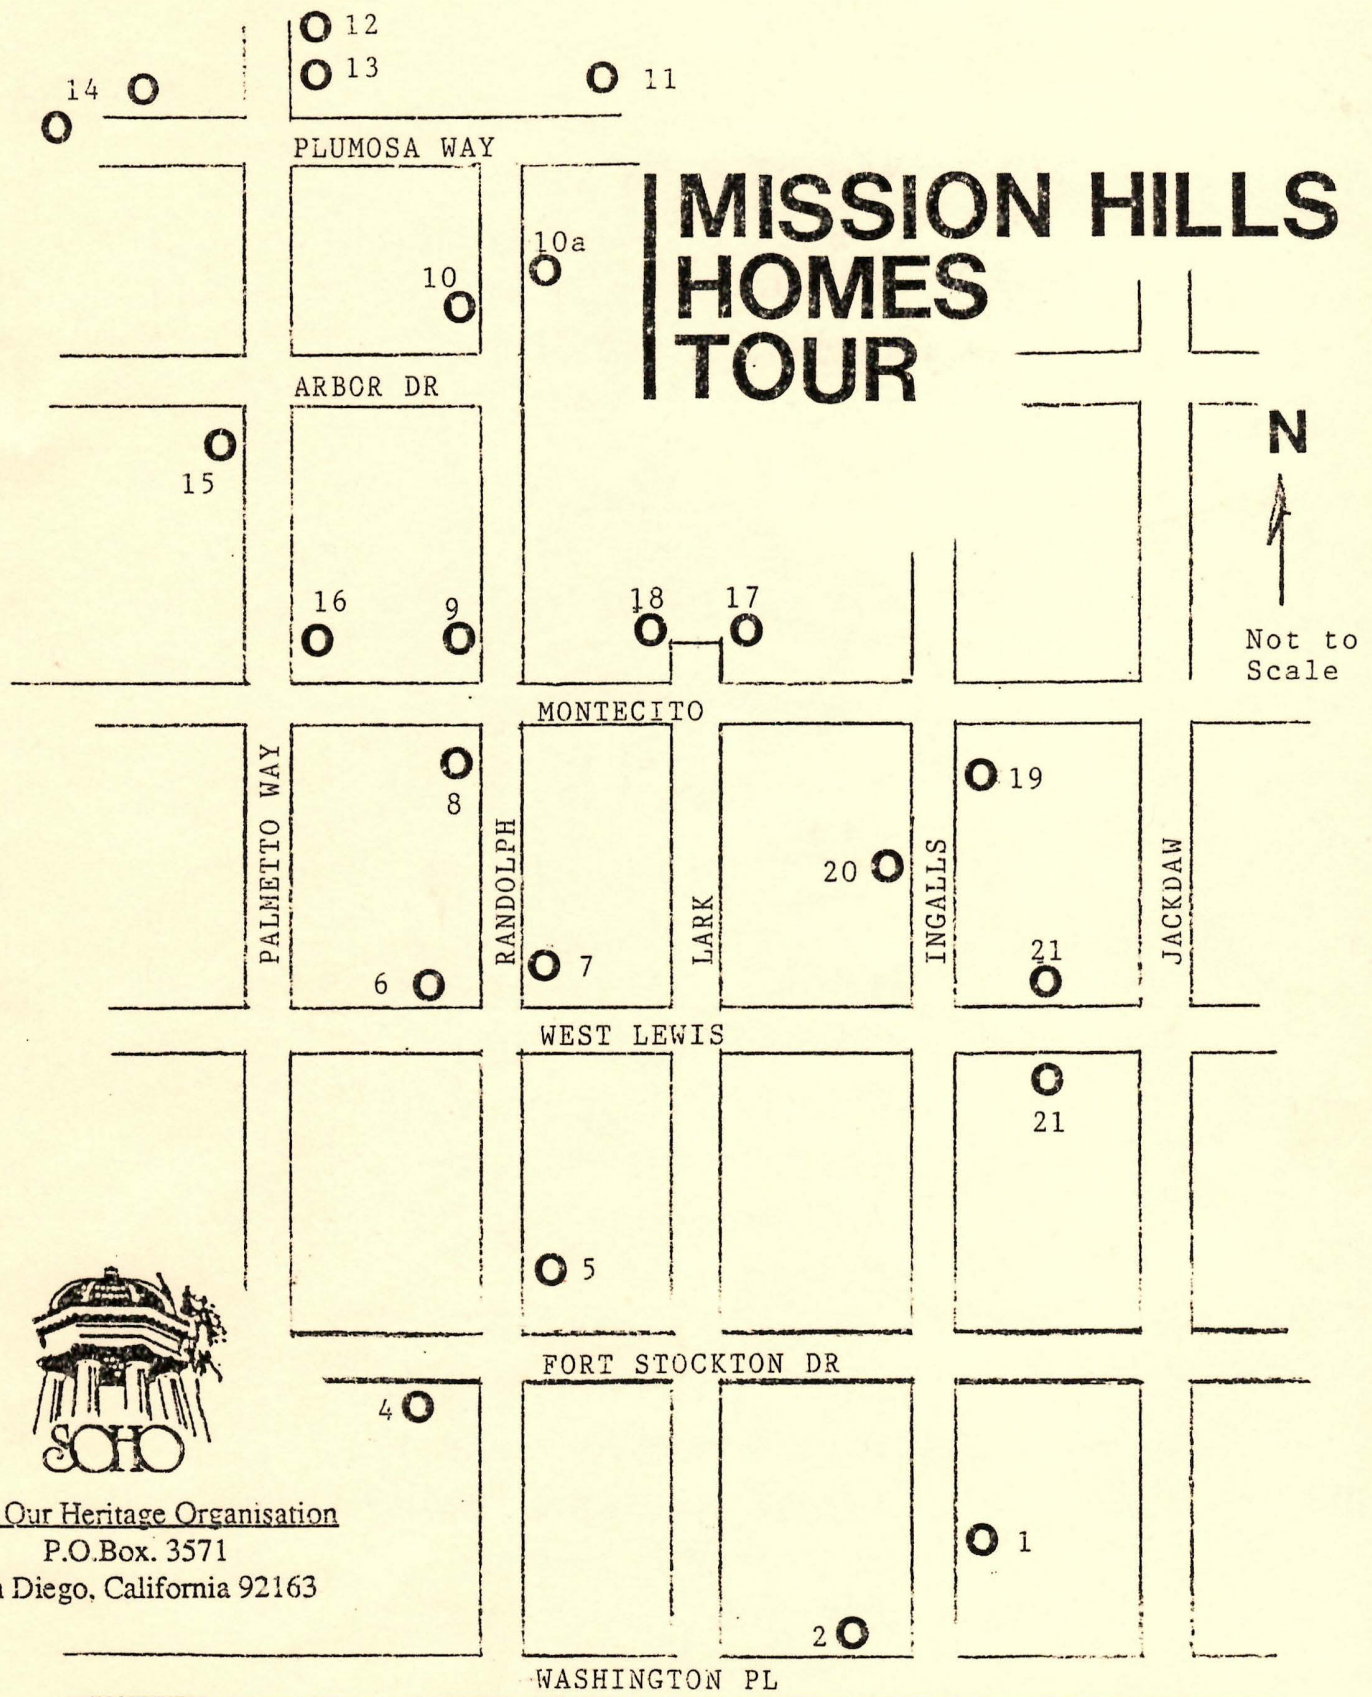 12
13
11
14
PLUMOSA WAY
MISSION HILLS
HOMES
TOUR
10a
10
ARBOR DR
N
15
16
9
18
17
Not to
Scale
MONTECITO
8
19
PALMETTO WAY
RANDOLPH
LARK
INGALLS
JACKDAW
20
6
7
21
WEST LEWIS
21
5
FORT STOCKTON DR
4
SOHO
Our Heritage Organisation
P.O.Box. 3571
Diego, California 92163
1
2
WASHINGTON PL